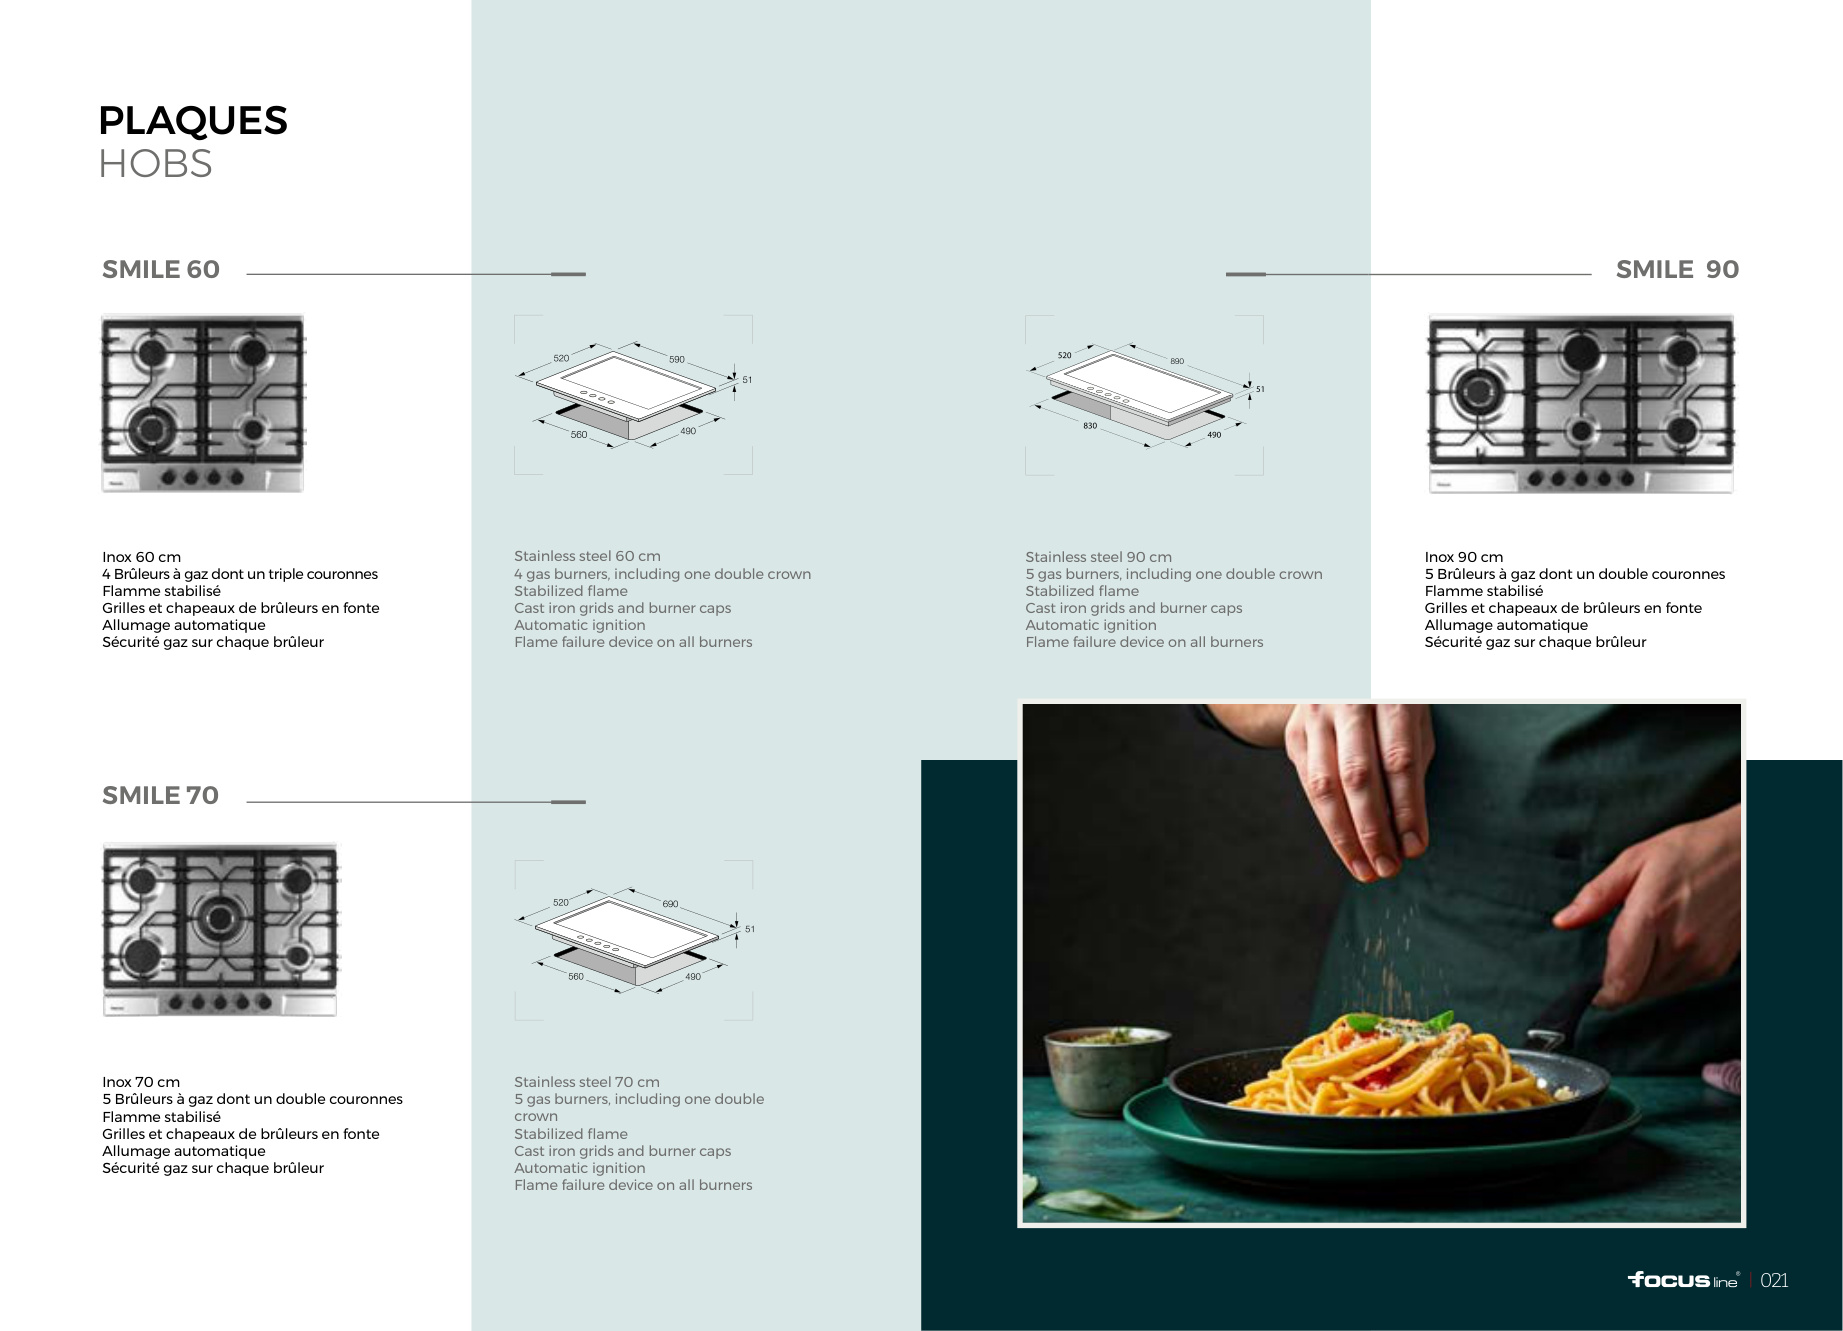 PLAQUES
HOBS
SMILE 60
520
590
51
560
490
Inox 60 cm
4 Brûleurs à gaz dont un triple couronnes
Flamme stabilisé
Grilles et chapeaux de brûleurs en fonte
Allumage automatique
Sécurité gaz sur chaque brûleur
Stainless steel 60 cm
4 gas burners, including one double crown
Stabilized flame
Cast iron grids and burner caps
Automatic ignition
Flame failure device on all burners
SMILE 90
520
890
51
830
490
Stainless steel 90 cm
5 gas burners, including one double crown
Stabilized flame
Cast iron grids and burner caps
Automatic ignition
Flame failure device on all burners
Inox 90 cm
5 Brûleurs à gaz dont un double couronnes
Flamme stabilisé
Grilles et chapeaux de brûleurs en fonte
Allumage automatique
Sécurité gaz sur chaque brûleur
SMILE 70
520
690
51
560
490
Inox 70 cm
5 Brûleurs à gaz dont un double couronnes
Flamme stabilisé
Grilles et chapeaux de brûleurs en fonte
Allumage automatique
Sécurité gaz sur chaque brûleur
Stainless steel 70 cm
5 gas burners, including one double
crown
Stabilized flame
Cast iron grids and burner caps
Automatic ignition
Flame failure device on all burners
focus line® | 021